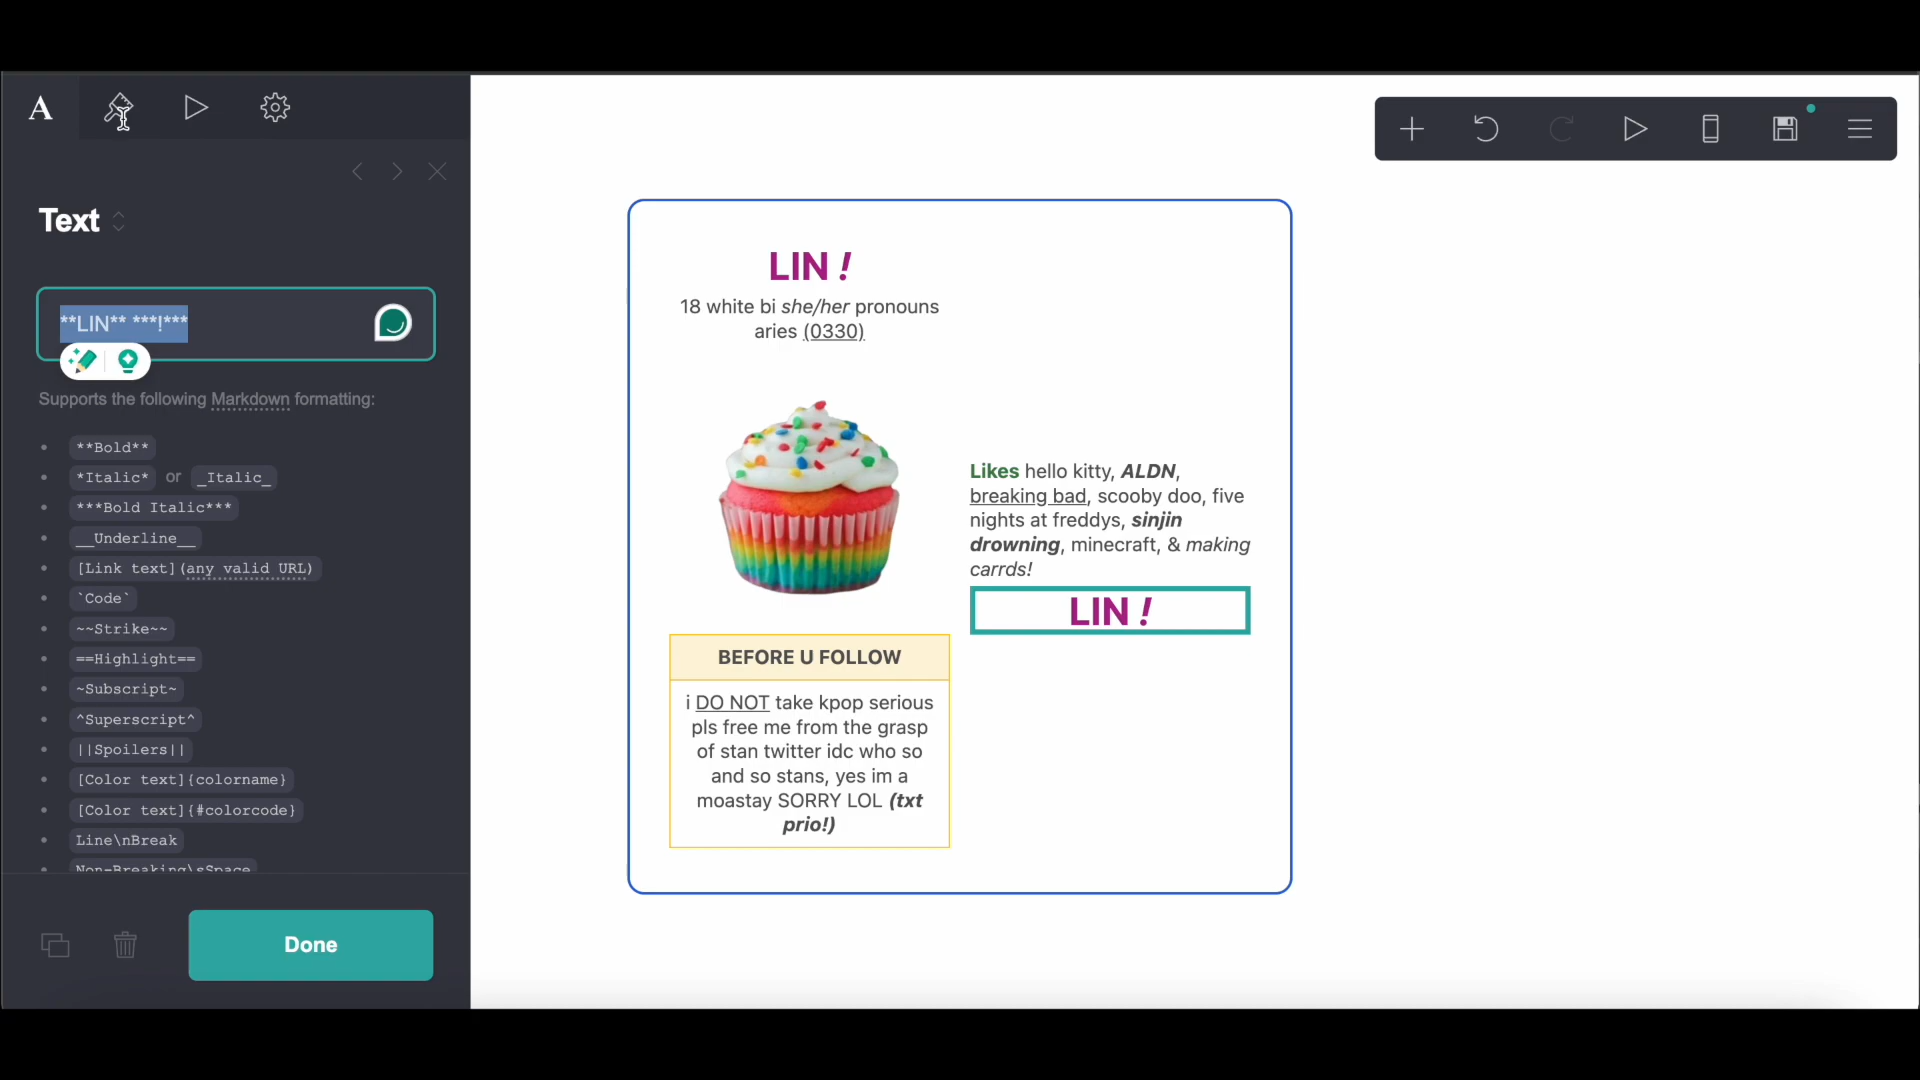 A
Text
**LIN** ***!***
Supports the following Markdown formatting:
**Bold**
*Italic* or _Italic_
***Bold Italic***
__Underline__
[Link text](any valid URL)
`Code`
~~Strike~~
==Highlight==
~Subscript~
^Superscript^
||Spoilers||
[Color text]{colorname}
[Color text]{#colorcode}
Line\nBreak
Non-Breaking\sSpace
Done
LIN !
18 white bi she/her pronouns
aries (0330)
BEFORE U FOLLOW
i DO NOT take kpop serious
pls free me from the grasp
of stan twitter idc who so
and so stans, yes im a
moastay SORRY LOL (txt
prio!)
Likes hello kitty, ALDN,
breaking bad, scooby doo, five
nights at freddys, sinjin
drowning, minecraft, & making
carrds!
LIN !